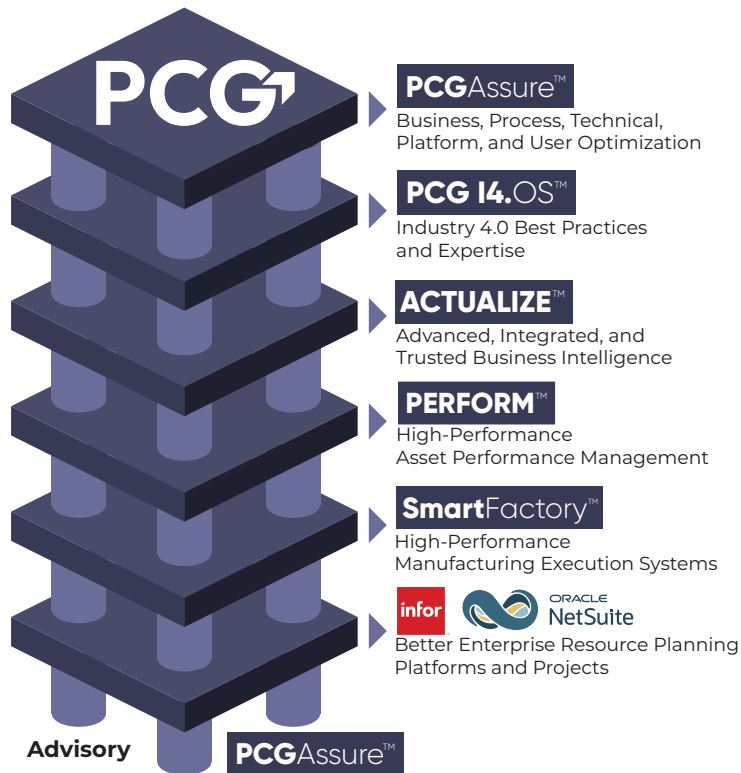 PCG
PCGAssure™
Business, Process, Technical,
Platform, and User Optimization
PCG I4.OS™
Industry 4.0 Best Practices
and Expertise
ACTUALIZE™
Advanced, Integrated, and
Trusted Business Intelligence
PERFORM™
High-Performance
Asset Performance Management
SmartFactory™
High-Performance
Manufacturing Execution Systems
infor
ORACLE
NetSuite
Better Enterprise Resource Planning
Platforms and Projects
Advisory
PCGAssure™